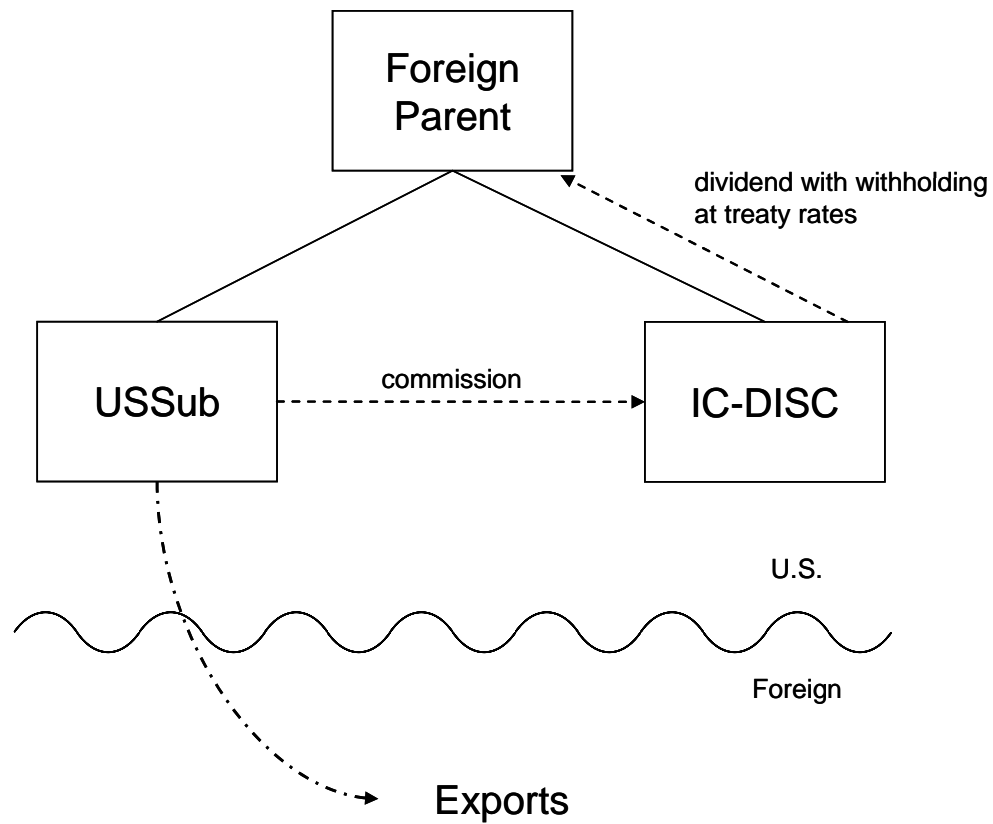 Foreign
Parent
dividend with withholding
at treaty rates
USSub
commission
IC-DISC
U.S.
Foreign
Exports